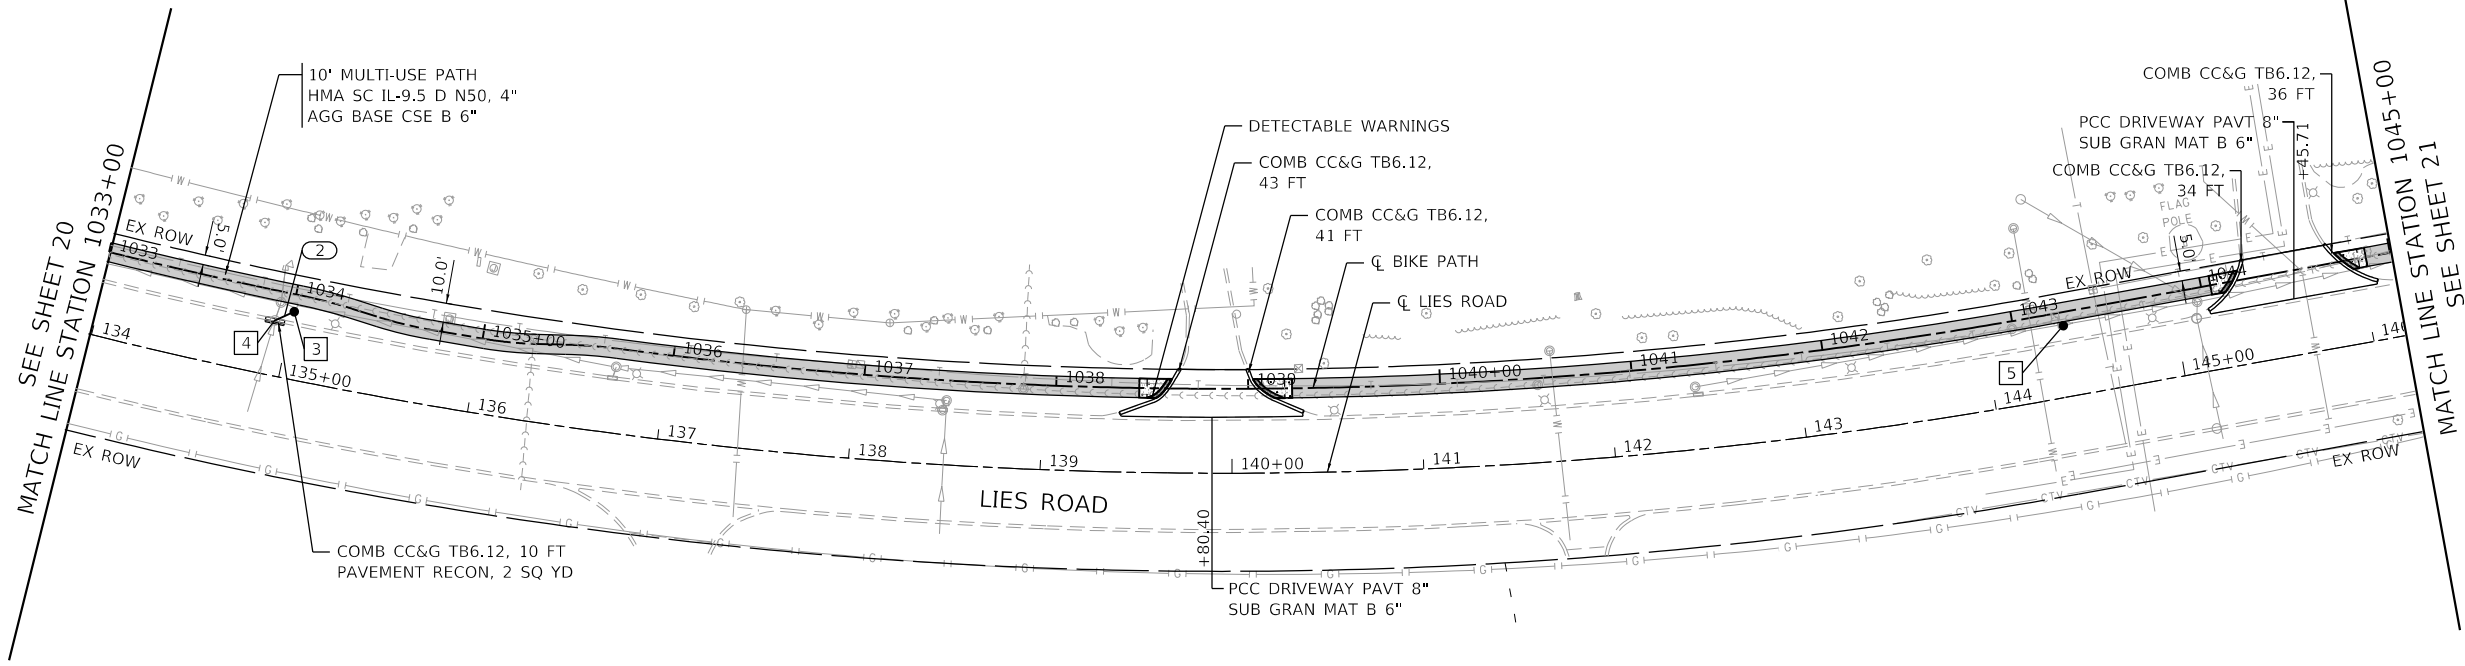 10' MULTI-USE PATH
HMA SC IL-9.5 D N50, 4"
AGG BASE CSE B 6"
DETECTABLE WARNINGS
COMB CC&G TB6.12,
43 FT
COMB CC&G TB6.12,
41 FT
℄ BIKE PATH
℄ LIES ROAD
COMB CC&G TB6.12,
36 FT
PCC DRIVEWAY PAVT 8"
SUB GRAN MAT B 6"
+45.71
COMB CC&G TB6.12,
34 FT
FLAG
POLE
SEE SHEET 20
MATCH LINE STATION 1033+00
MATCH LINE STATION 1045+00
SEE SHEET 21
EX ROW
5.0'
10.0'
5.0'
EX ROW
2
4
3
5
1033
1034
1035+00
1036
1037
1038
1039
1040+00
1041
1042
1043
1044
134
135+00
136
137
138
139
140+00
141
142
143
144
145+00
EX ROW
EX ROW
LIES ROAD
COMB CC&G TB6.12, 10 FT
PAVEMENT RECON, 2 SQ YD
+80.40
PCC DRIVEWAY PAVT 8"
SUB GRAN MAT B 6"
CTV
CTV
CTV
CTV
CTV